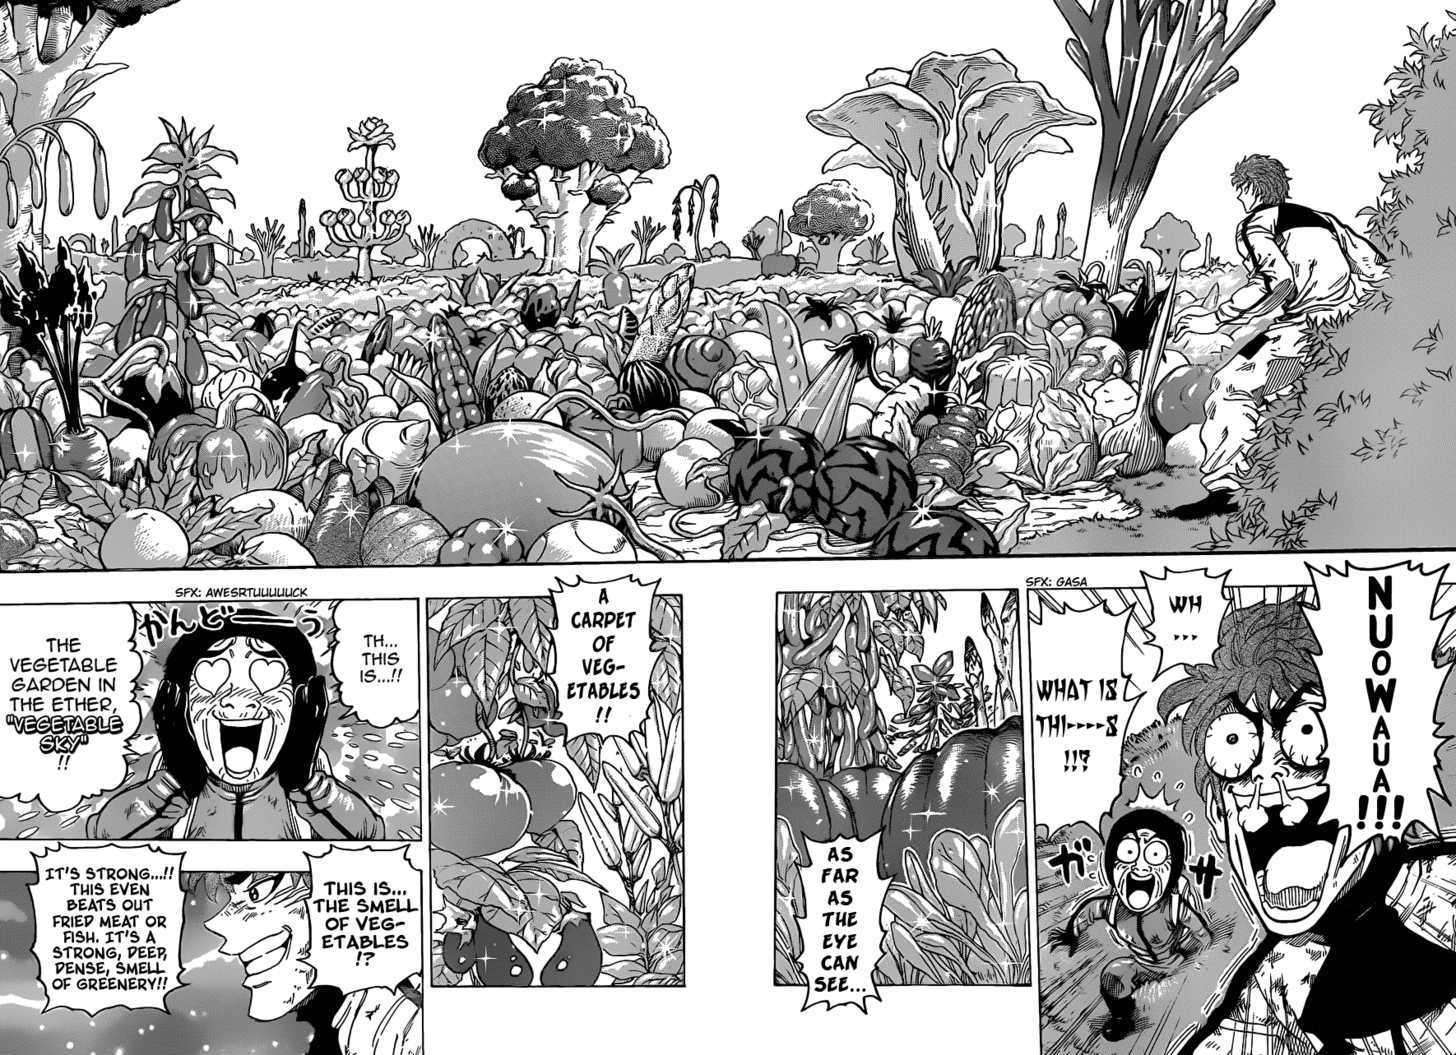 NUOWAUA!!!
WH
...
SFX: GASA
WHAT IS
THI----S
!!?
ガサ
AS
FAR
AS
THE
EYE
CAN
SEE...
A
CARPET
OF
VEG-
ETABLES
!!
SFX: AWESRTUUUUUCK
かんどーーう
TH...
THIS
IS...!!
THE
VEGETABLE
GARDEN IN
THE ETHER,
"VEGETABLE
SKY"
!!
THIS IS...
THE SMELL
OF VEG-
ETABLES
!?
IT'S STRONG...!!
THIS EVEN
BEATS OUT
FRIED MEAT OR
FISH. IT'S A
STRONG, DEEP,
DENSE, SMELL
OF GREENERY!!